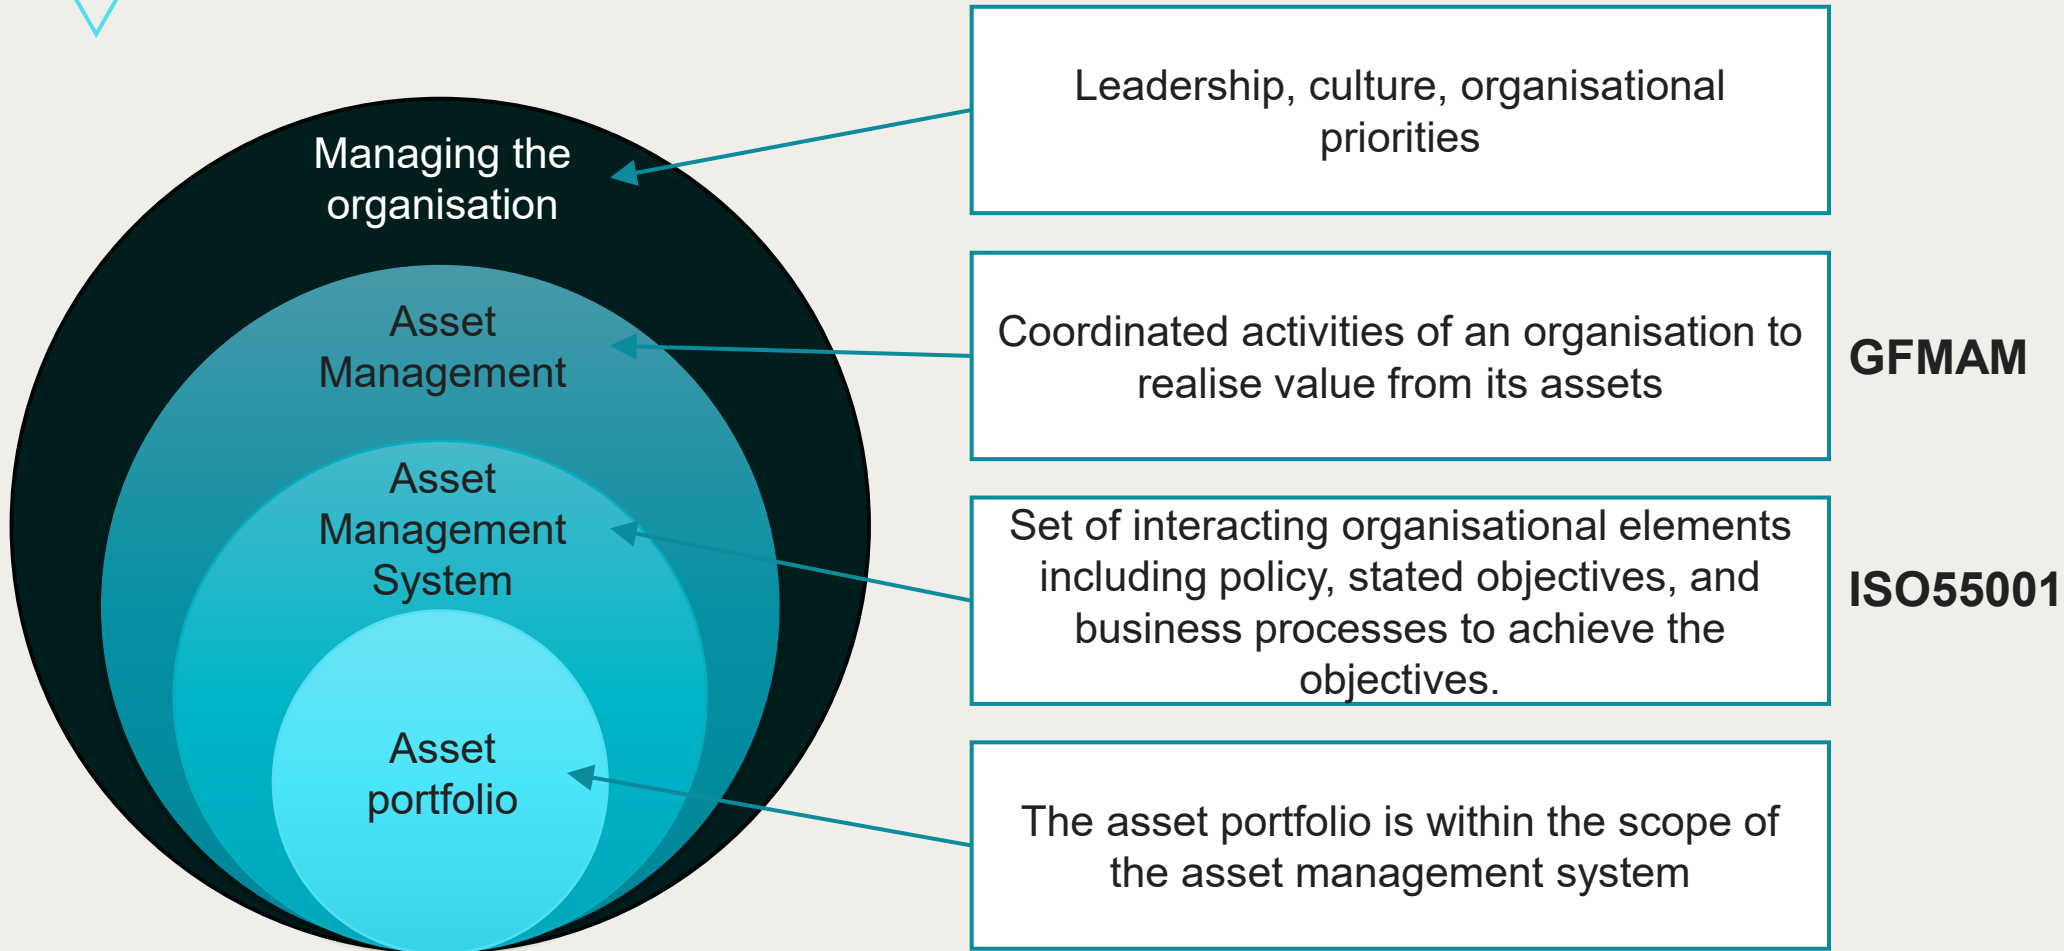 Managing the
organisation
Leadership, culture, organisational
priorities
Asset
Management
Coordinated activities of an organisation to
realise value from its assets
GFMAM
Asset
Management
System
Set of interacting organisational elements
including policy, stated objectives, and
business processes to achieve the
objectives.
ISO55001
Asset
portfolio
The asset portfolio is within the scope of
the asset management system